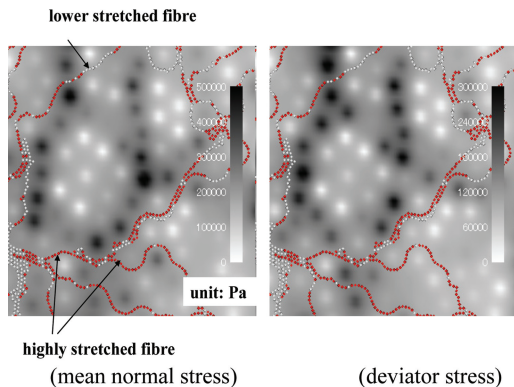 lower stretched fibre
500000
400000
300000
200000
100000
0
300000
240000
180000
120000
60000
0
unit: Pa
highly stretched fibre
(mean normal stress)
(deviator stress)